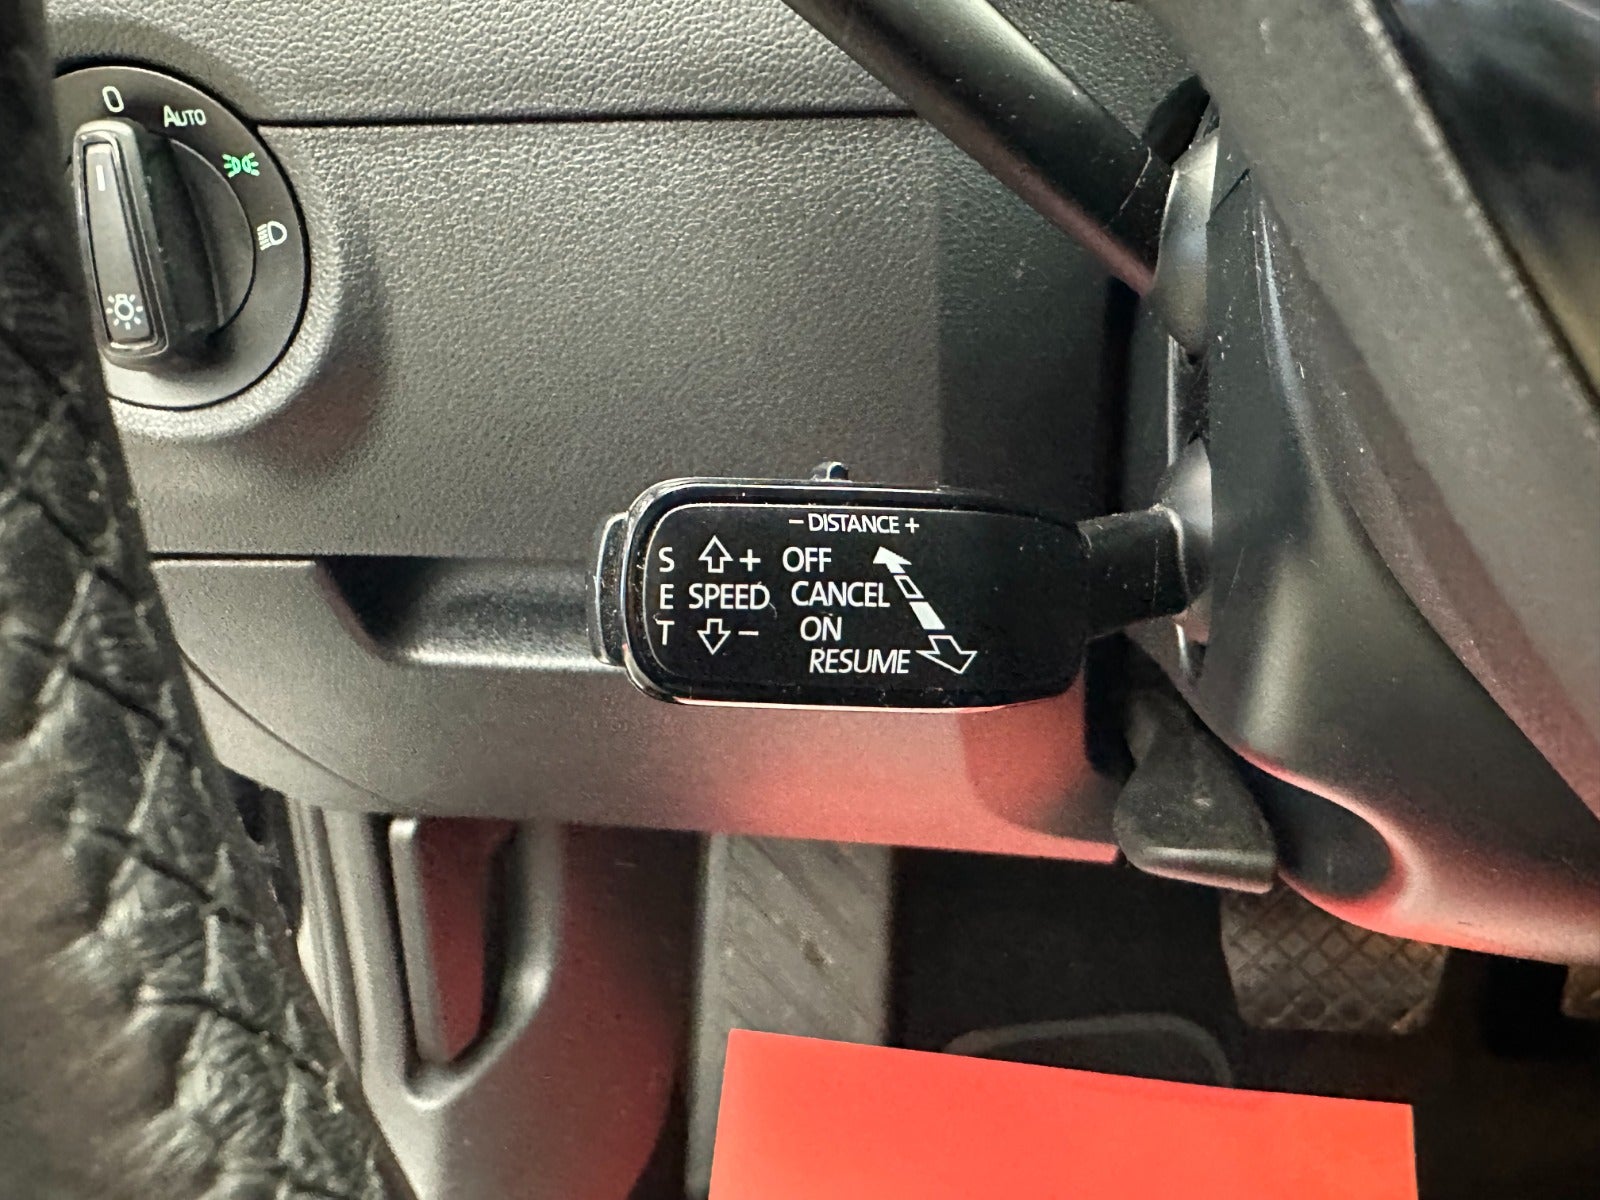 0
AUTO
– DISTANCE +
S + OFF
E SPEED CANCEL
T – ON
RESUME